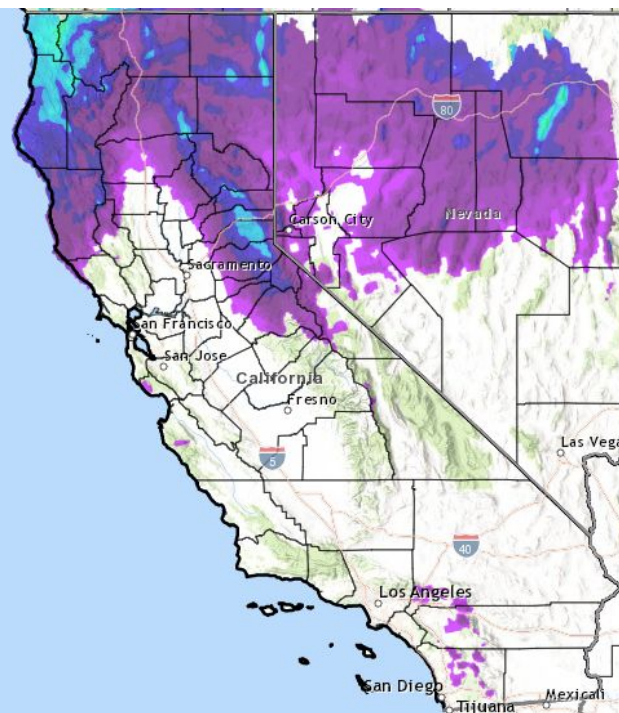 80
Carson City
Nevada
Sacramento
San Francisco
San Jose
California
Fresno
5
Las Vega
40
Los Angeles
San Diego
Tijuana
Mexicali